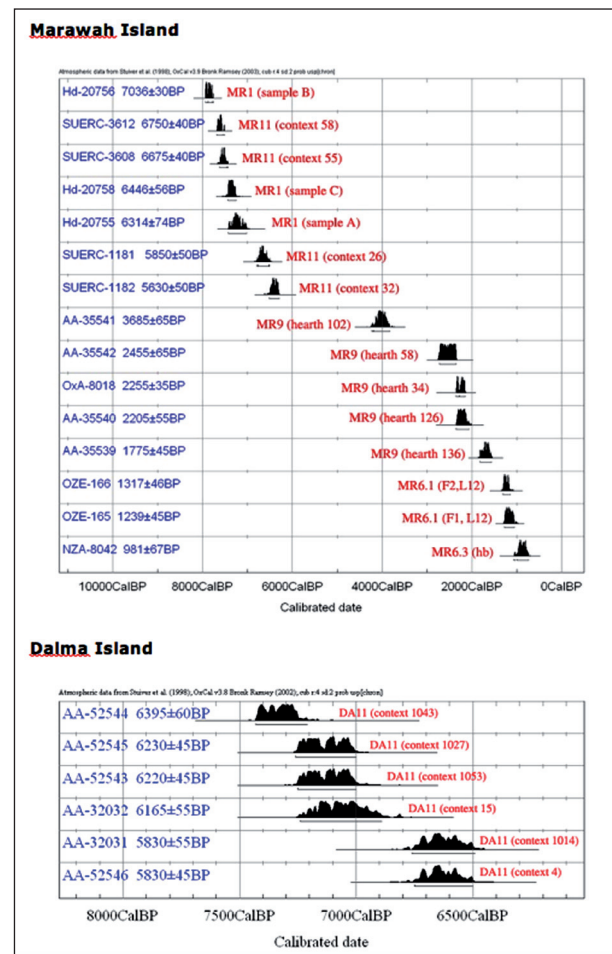 Marawah Island
Atmospheric data from Stuiver et al. (1998), OxCal v3.9 Bronk Ramsey (2003), cub r:4 sd:2 prob usp[chron]
Hd-20756 7036±30BP MR1 (sample B)
SUERC-3612 6750±40BP MR11 (context 58)
SUERC-3608 6675±40BP MR11 (context 55)
Hd-20758 6446±56BP MR1 (sample C)
Hd-20755 6314±74BP MR1 (sample A)
SUERC-1181 5850±50BP MR11 (context 26)
SUERC-1182 5630±50BP MR11 (context 32)
AA-35541 3685±65BP MR9 (hearth 102)
AA-35542 2455±65BP MR9 (hearth 58)
OxA-8018 2255±35BP MR9 (hearth 34)
AA-35540 2205±55BP MR9 (hearth 126)
AA-35539 1775±45BP MR9 (hearth 136)
OZE-166 1317±46BP MR6.1 (F2,L12)
OZE-165 1239±45BP MR6.1 (F1, L12)
NZA-8042 981±67BP MR6.3 (hb)
10000CalBP 8000CalBP 6000CalBP 4000CalBP 2000CalBP 0CalBP
Calibrated date
Dalma Island
Atmospheric data from Stuiver et al. (1998), OxCal v3.8 Bronk Ramsey (2002), cub r:4 sd:2 prob usp[chron]
AA-52544 6395±60BP DA11 (context 1043)
AA-52545 6230±45BP DA11 (context 1027)
AA-52543 6220±45BP DA11 (context 1053)
AA-32032 6165±55BP DA11 (context 15)
AA-32031 5830±55BP DA11 (context 1014)
AA-52546 5830±45BP DA11 (context 4)
8000CalBP 7500CalBP 7000CalBP 6500CalBP
Calibrated date